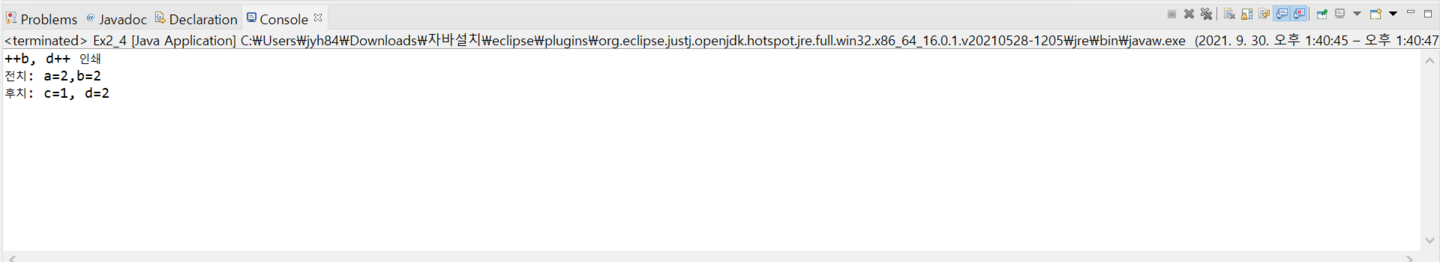 Problems @ Javadoc Declaration Console
<terminated> Ex2_4 [Java Application] C:₩Users₩jyh84₩Downloads₩자바설치₩eclipse₩plugins₩org.eclipse.justj.openjdk.hotspot.jre.full.win32.x86_64_16.0.1.v20210528-1205₩jre₩bin₩javaw.exe (2021. 9. 30. 오후 1:40:45 – 오후 1:40:47
++b, d++ 인쇄
전치: a=2,b=2
후치: c=1, d=2